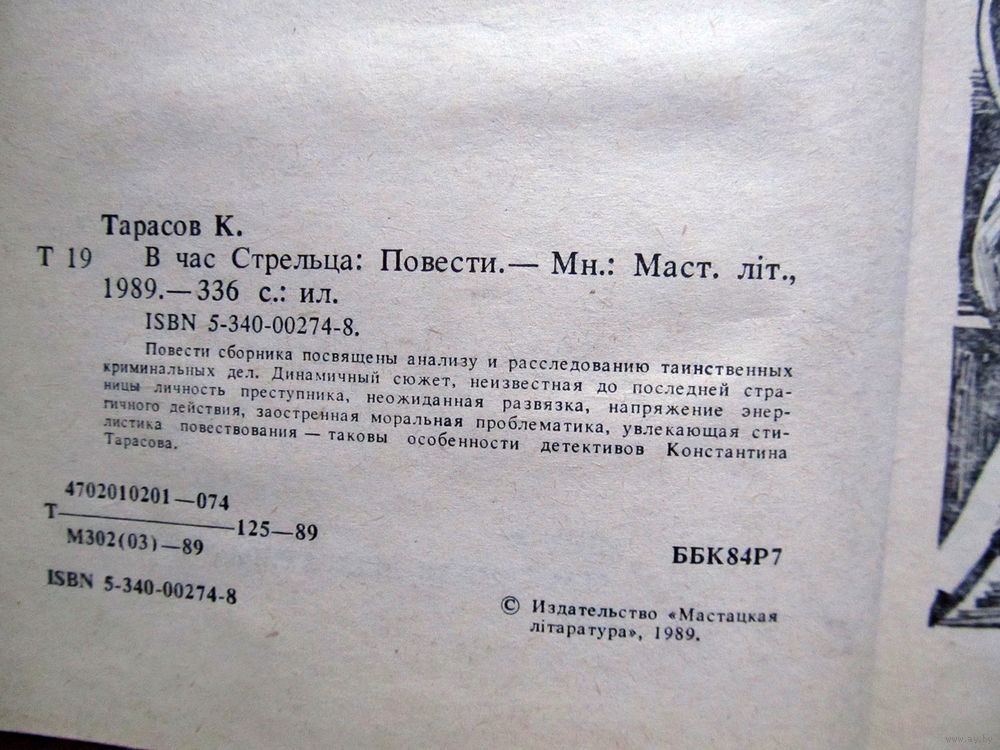 Тарасов К.
Т 19 В час Стрельца: Повести.— Мн.: Маст. літ.,
1989.—336 с.: ил.
ISBN 5-340-00274-8.
Повести сборника посвящены анализу и расследованию таинственных
криминальных дел. Динамичный сюжет, неизвестная до последней стра-
ницы личность преступника, неожиданная развязка, напряжение энер-
гичного действия, заостренная моральная проблематика, увлекающая сти-
листика повествования — таковы особенности детективов Константина
Тарасова.
4702010201—074
Т—————125—89
М302(03)—89
ББК84Р7
ISBN 5-340-00274-8
© Издательство «Мастацкая
літаратура», 1989.
www.ay.by